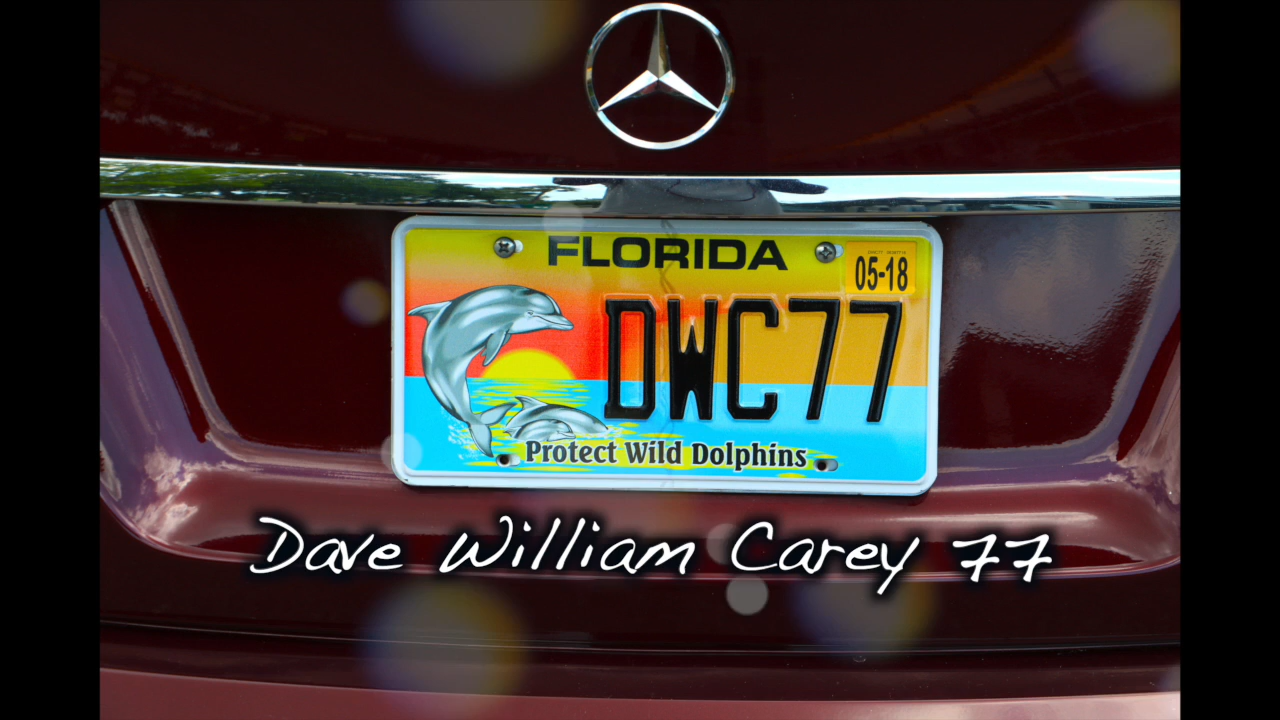 FLORIDA
05-18
DWC77
Protect Wild Dolphins
Dave William Carey 77